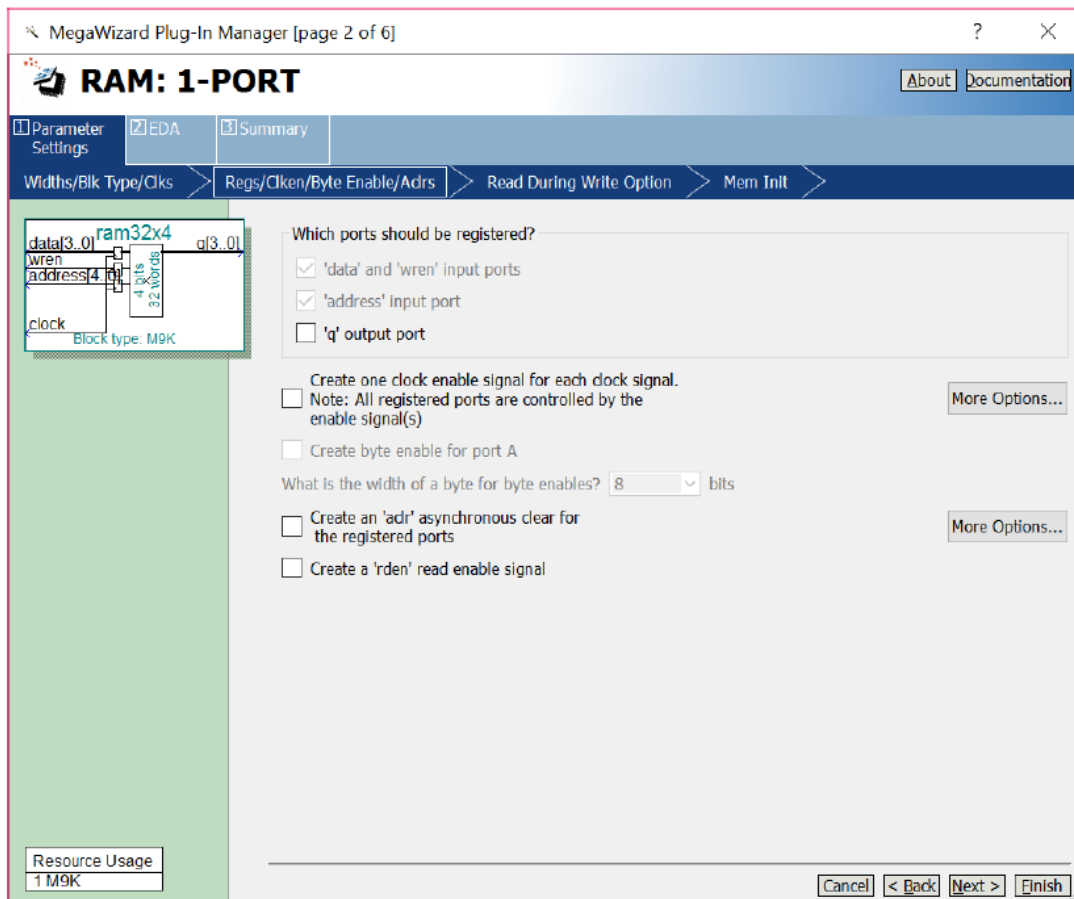 MegaWizard Plug-In Manager [page 2 of 6]
? 
RAM: 1-PORT
About
Documentation
1 Parameter Settings
2 EDA
3 Summary
Widths/Blk Type/Clks
Regs/Clken/Byte Enable/Adrs
Read During Write Option
Mem Init
ram32x4
data[3..0]
q[3..0]
wren
address[4..0]
4 bits
32 words
clock
Block type: M9K
Which ports should be registered?
'data' and 'wren' input ports
'address' input port
'q' output port
Create one clock enable signal for each clock signal.
Note: All registered ports are controlled by the
enable signal(s)
More Options...
Create byte enable for port A
What is the width of a byte for byte enables? 8 bits
Create an 'aclr' asynchronous clear for
the registered ports
More Options...
Create a 'rden' read enable signal
Resource Usage
1 M9K
Cancel
< Back
Next >
Finish